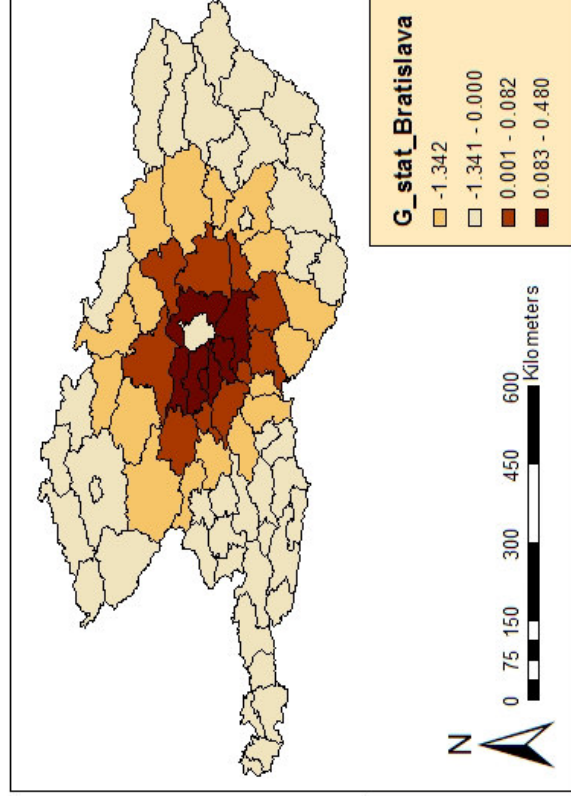 G_stat_Bratislava
-1.342
-1.341 - 0.000
0.001 - 0.082
0.083 - 0.480
N
0 75 150 300 450 600
Kilometers